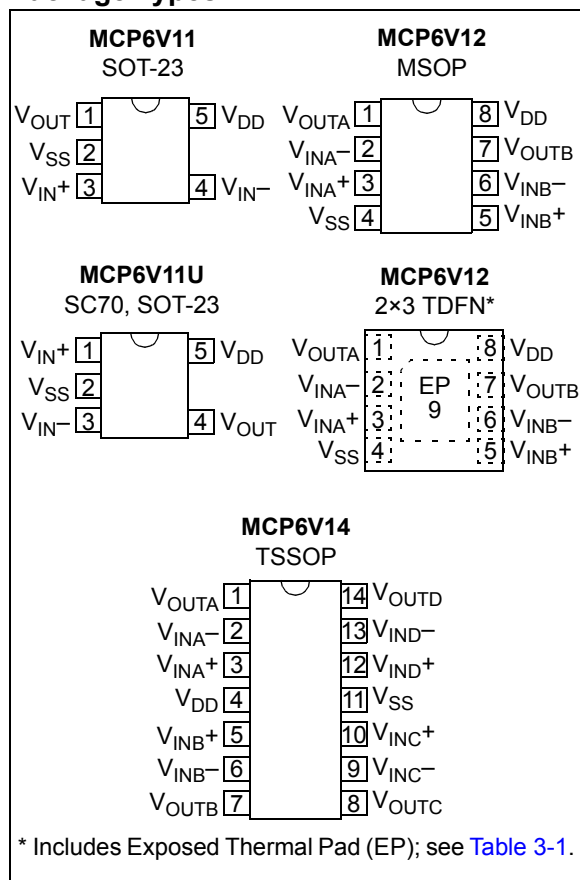 MCP6V11
SOT-23
VOUT 1
5 VDD
VSS 2
VIN+ 3
4 VIN–
MCP6V12
MSOP
VOUTA 1
8 VDD
VINA– 2
7 VOUTB
VINA+ 3
6 VINB–
VSS 4
5 VINB+
MCP6V11U
SC70, SOT-23
VIN+ 1
5 VDD
VSS 2
VIN– 3
4 VOUT
MCP6V12
2×3 TDFN*
VOUTA 1
8 VDD
VINA– 2
EP
7 VOUTB
9
VINA+ 3
6 VINB–
VSS 4
5 VINB+
MCP6V14
TSSOP
VOUTA 1
14 VOUTD
VINA– 2
13 VIND–
VINA+ 3
12 VIND+
VDD 4
11 VSS
VINB+ 5
10 VINC+
VINB– 6
9 VINC–
VOUTB 7
8 VOUTC
* Includes Exposed Thermal Pad (EP); see Table 3-1.